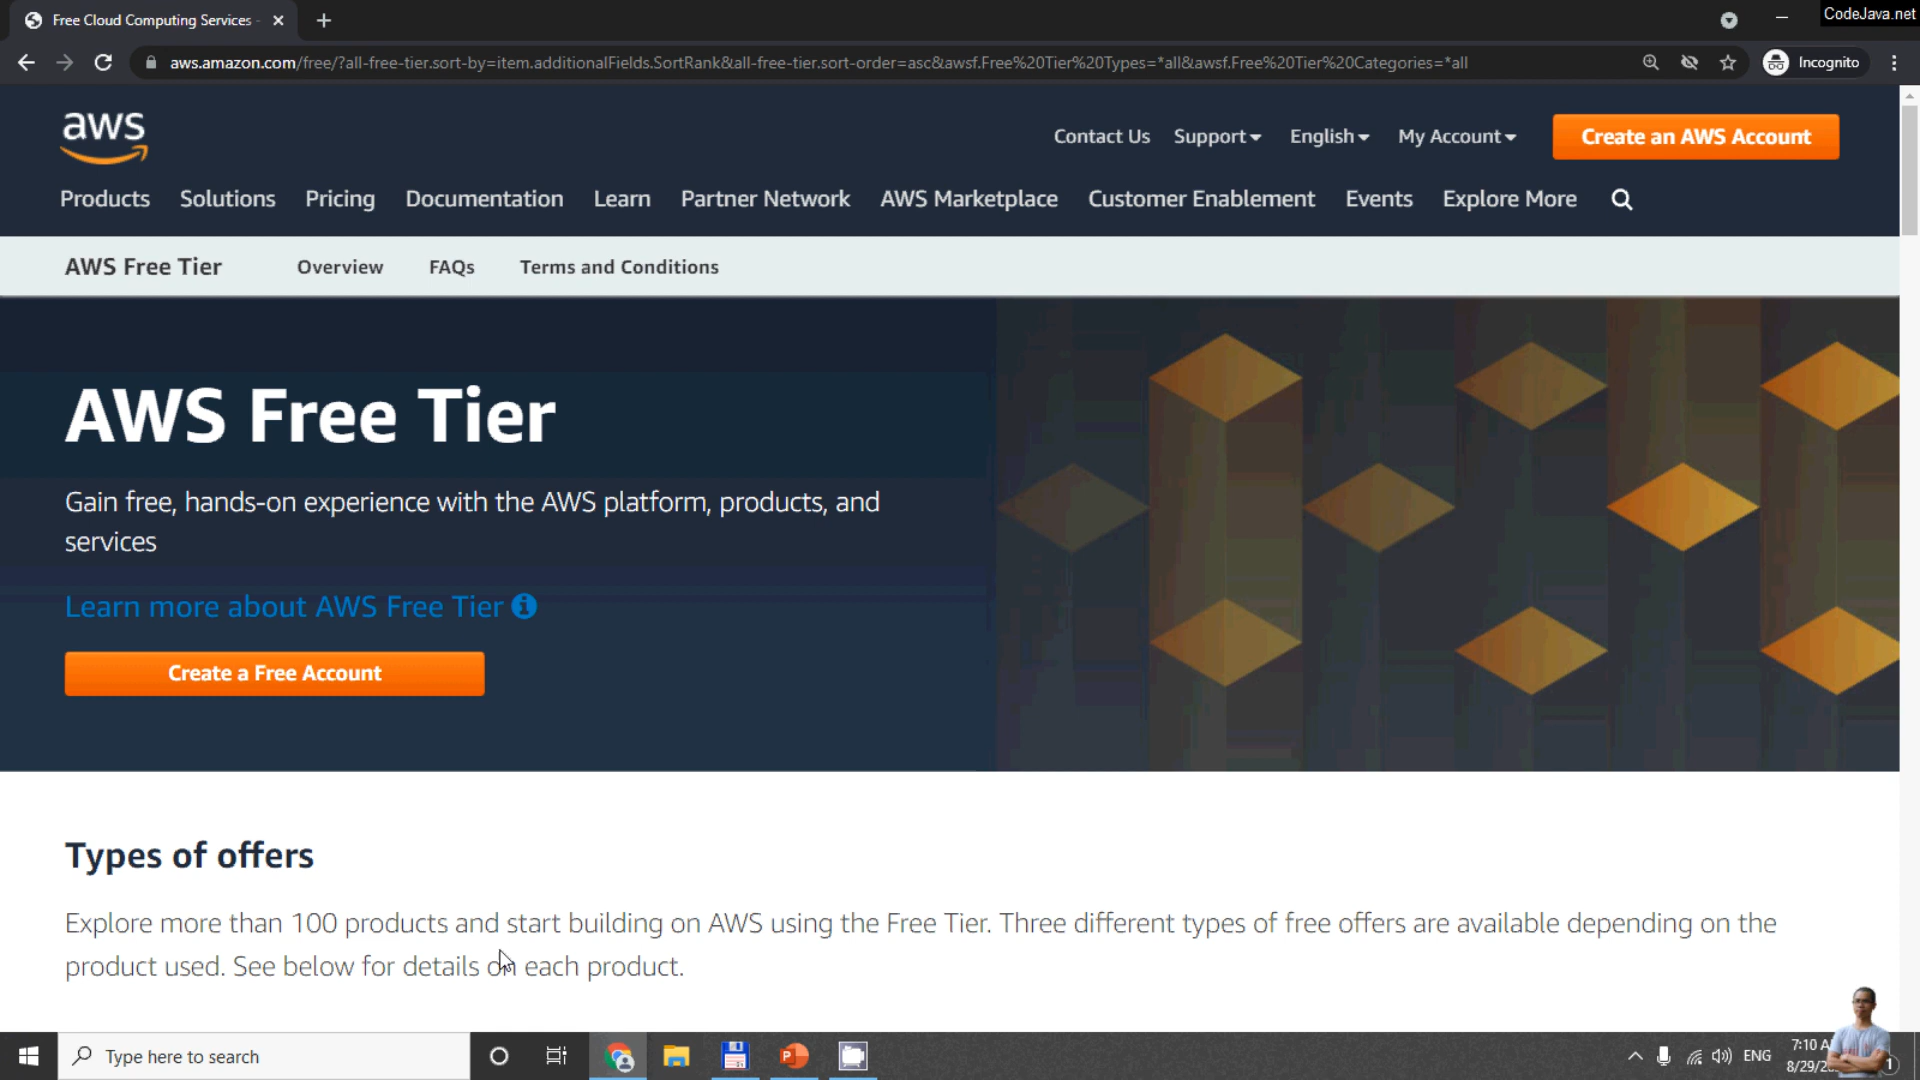 Free Cloud Computing Services -
CodeJava.net
aws.amazon.com/free/?all-free-tier.sort-by=item.additionalFields.SortRank&all-free-tier.sort-order=asc&awsf.Free%20Tier%20Types=*all&awsf.Free%20Tier%20Categories=*all
Incognito
aws
Contact Us Support English My Account Create an AWS Account
Products Solutions Pricing Documentation Learn Partner Network AWS Marketplace Customer Enablement Events Explore More
AWS Free Tier Overview FAQs Terms and Conditions
AWS Free Tier
Gain free, hands-on experience with the AWS platform, products, and
services
Learn more about AWS Free Tier
Create a Free Account
Types of offers
Explore more than 100 products and start building on AWS using the Free Tier. Three different types of free offers are available depending on the
product used. See below for details on each product.
Type here to search
ENG
7:10 A
8/29/2
1